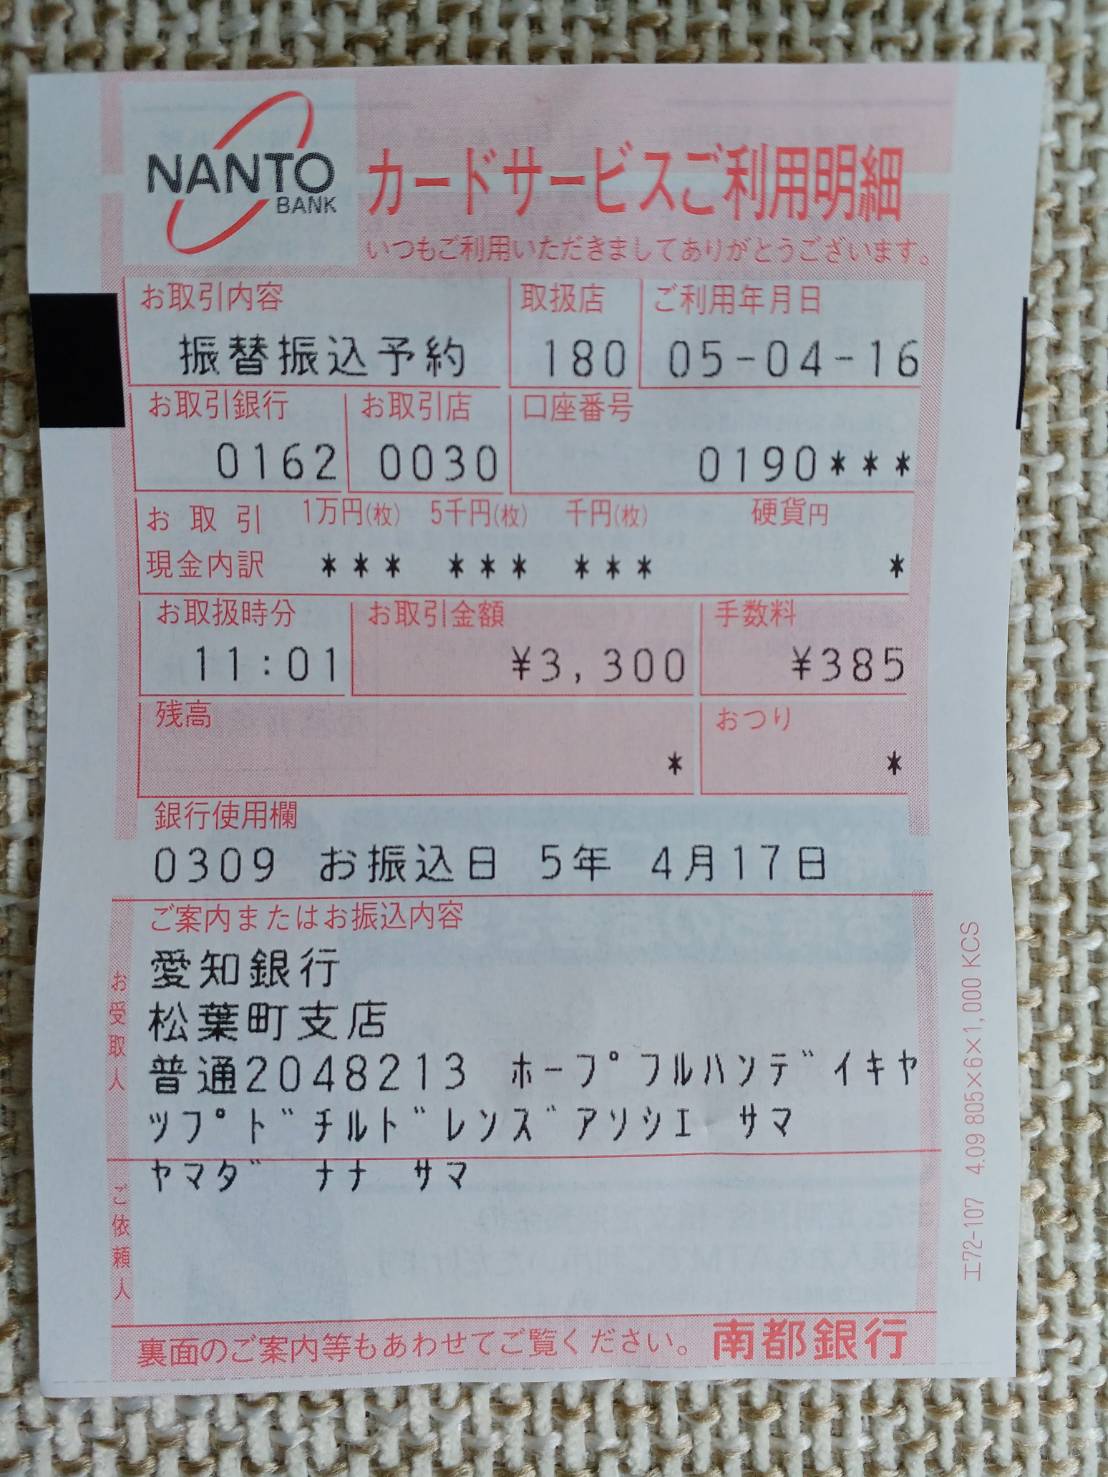 NANTO
BANK
カードサービスご利用明細
いつもご利用いただきましてありがとうございます。
お取引内容 取扱店 ご利用年月日
振替振込予約 180 05-04-16
お取引銀行 お取引店 口座番号
0162 0030 0190***
お取引 1万円(枚) 5千円(枚) 千円(枚) 硬貨円
現金内訳 *** *** *** *
お取扱時分 お取引金額 手数料
11:01 ¥3,300 ¥385
残高 おつり
* *
銀行使用欄
0309 お振込日 5年 4月17日
ご案内またはお振込内容
お受取人
愛知銀行
松葉町支店
普通2048213 ホープフルハンディキャ
ツプドチルドレンズアソシエ サマ
ご依頼人
ヤマダ ナナ サマ
裏面のご案内等もあわせてご覧ください。 南都銀行
エ72-107 4.09 805×6×1,000 KCS